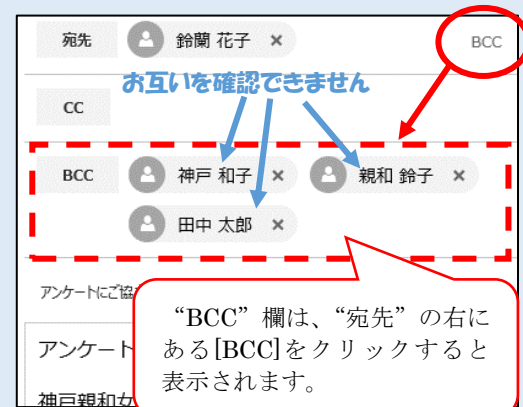 宛先 鈴蘭 花子 × BCC
お互いを確認できません
CC
BCC 神戸 和子 × 親和 鈴子 ×
田中 太郎 ×
アンケートにご協
“BCC”欄は、“宛先”の右に
ある[BCC]をクリックすると
表示されます。
アンケート
神戸親和女